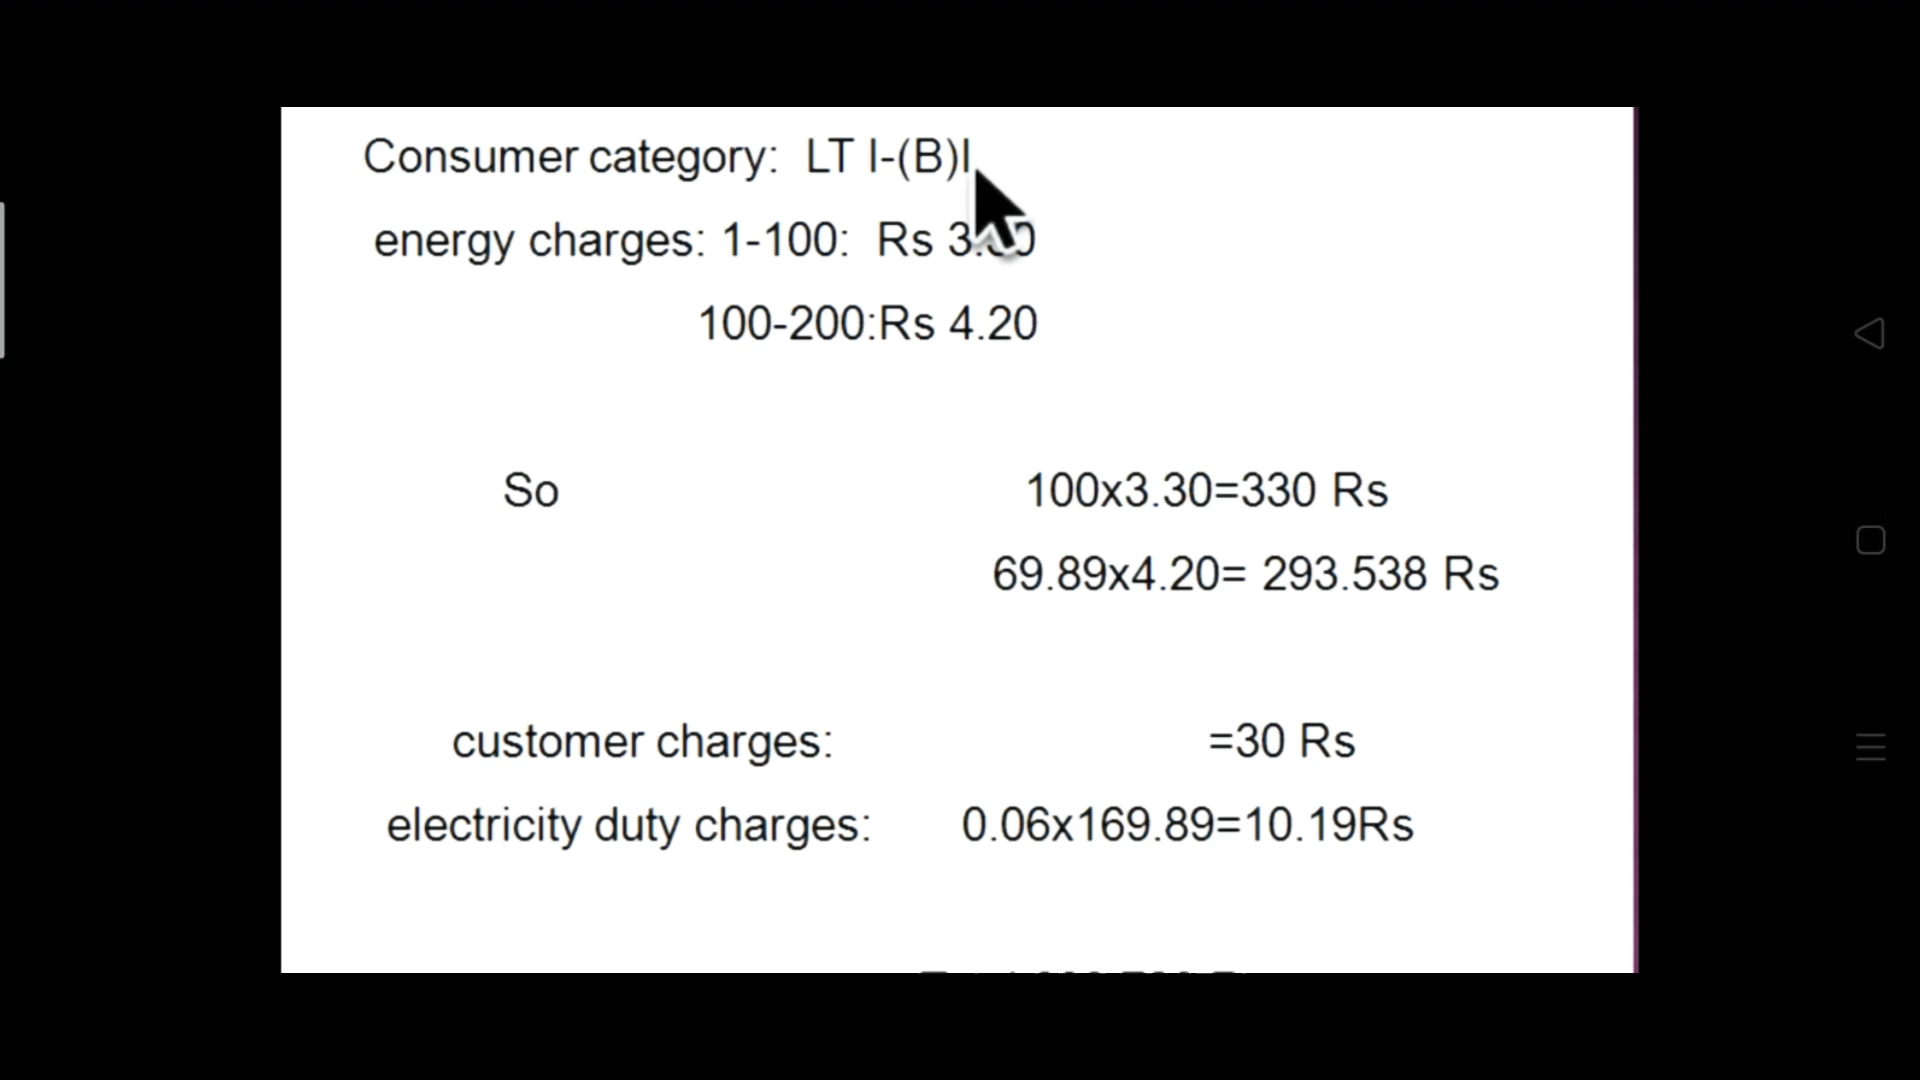 Consumer category: LT I-(B)I
energy charges: 1-100: Rs
100-200:Rs 4.20
So 100x3.30=330 Rs
69.89x4.20= 293.538 Rs
customer charges: =30 Rs
electricity duty charges: 0.06x169.89=10.19Rs